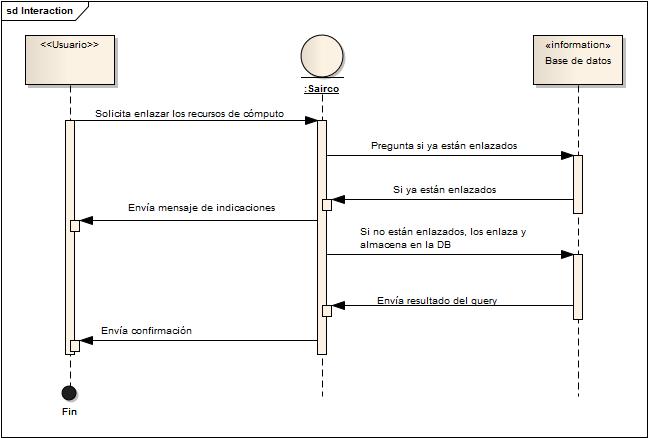 sd Interaction
<<Usuario>>
:Sairco
«information»
Base de datos
Solicita enlazar los recursos de cómputo
Pregunta si ya están enlazados
Si ya están enlazados
Envía mensaje de indicaciones
Si no están enlazados, los enlaza y
almacena en la DB
Envía resultado del query
Envía confirmación
Fin